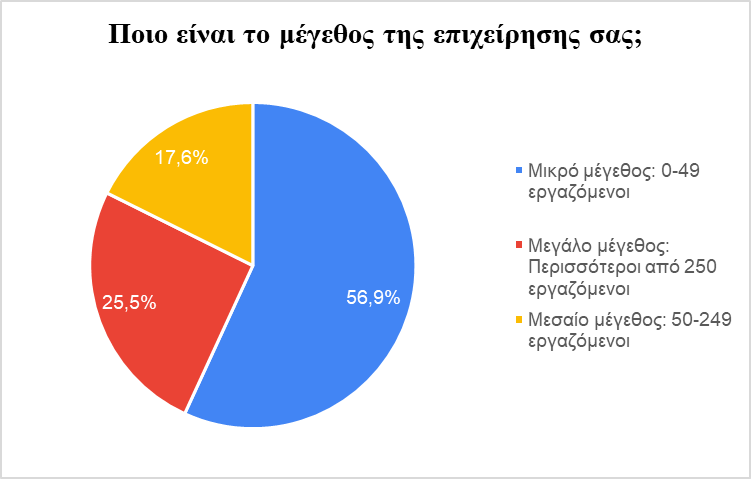 Ποιο είναι το μέγεθος της επιχείρησης σας;
17,6%
25,5%
56,9%
Μικρό μέγεθος: 0-49
εργαζόμενοι
Μεγάλο μέγεθος:
Περισσότεροι από 250
εργαζόμενοι
Μεσαίο μέγεθος: 50-249
εργαζόμενοι